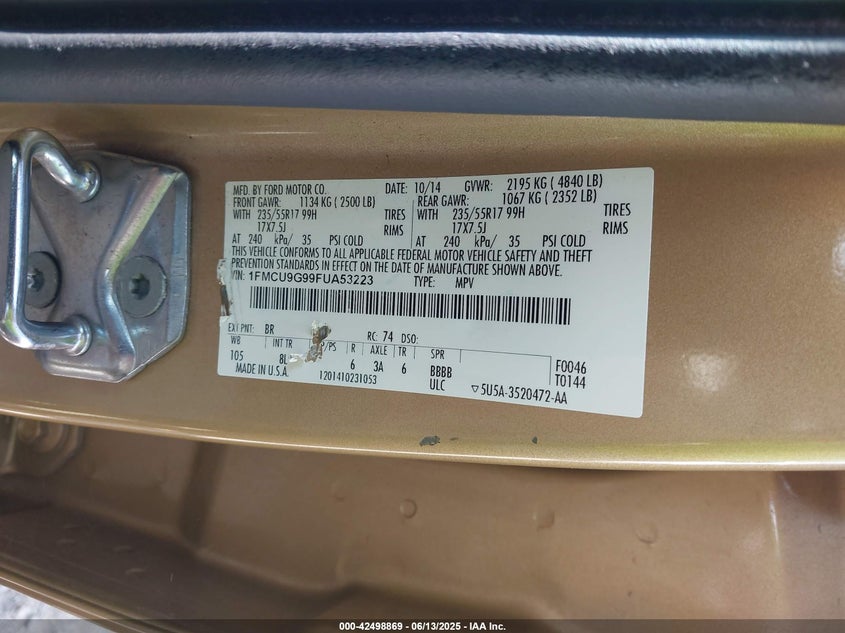 MFD. BY FORD MOTOR CO. DATE: 10/14 GVWR: 2195 KG ( 4840 LB)
FRONT GAWR: 1134 KG ( 2500 LB) REAR GAWR: 1067 KG ( 2352 LB)
WITH 235/55R17 99H TIRES WITH 235/55R17 99H TIRES
17X7.5J RIMS 17X7.5J RIMS
AT 240 kPa/ 35 PSI COLD AT 240 kPa/ 35 PSI COLD
THIS VEHICLE CONFORMS TO ALL APPLICABLE FEDERAL MOTOR VEHICLE SAFETY AND THEFT
PREVENTION STANDARDS IN EFFECT ON THE DATE OF MANUFACTURE SHOWN ABOVE.
VIN: 1FMCU9G99FUA53223 TYPE: MPV
EXT PNT: BR RC: 74 DSO:
WB INT TR /PS R AXLE TR SPR F0046
105 8L 6 3A 6 BBBB T0144
MADE IN U.S.A. 1201410231053 ULC ▽5U5A-3520472-AA
000-42498869 - 06/13/2025 - IAA Inc.